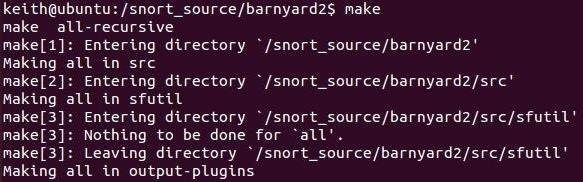 keith@ubuntu:/snort_source/barnyard2$ make
make  all-recursive
make[1]: Entering directory `/snort_source/barnyard2'
Making all in src
make[2]: Entering directory `/snort_source/barnyard2/src'
Making all in sfutil
make[3]: Entering directory `/snort_source/barnyard2/src/sfutil'
make[3]: Nothing to be done for `all'.
make[3]: Leaving directory `/snort_source/barnyard2/src/sfutil'
Making all in output-plugins